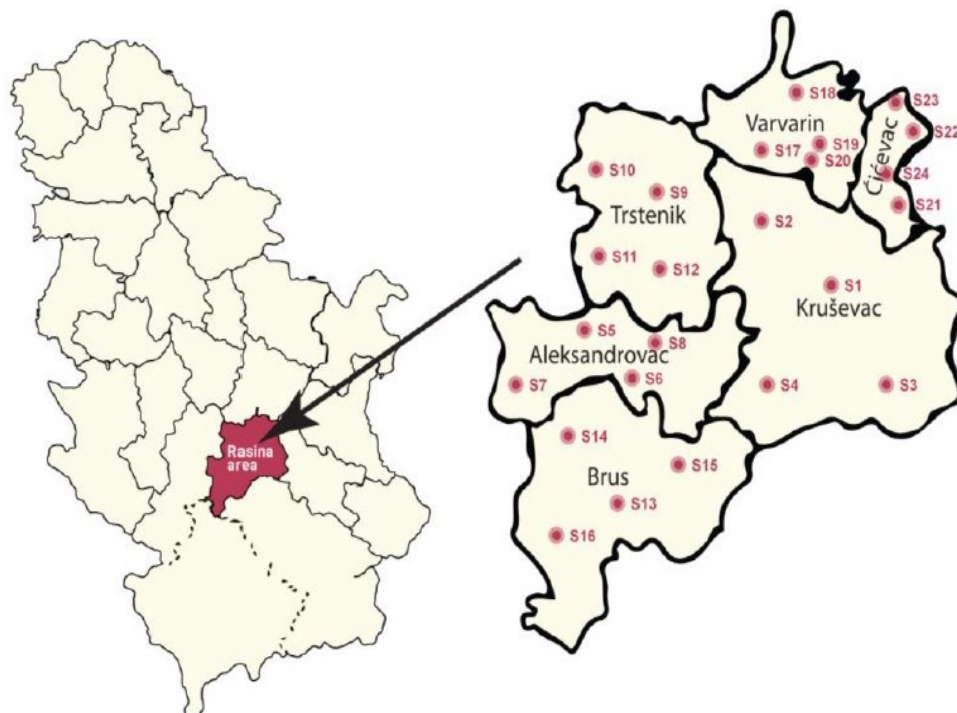 Rasina
area
S18
S23
Varvarin
S22
S17
S19
S20
Ćićevac
S24
S21
S10
S9
Trstenik
S11
S12
S2
S1
Kruševac
S4
S3
S5
S8
Aleksandrovac
S7
S6
S14
S15
Brus
S13
S16